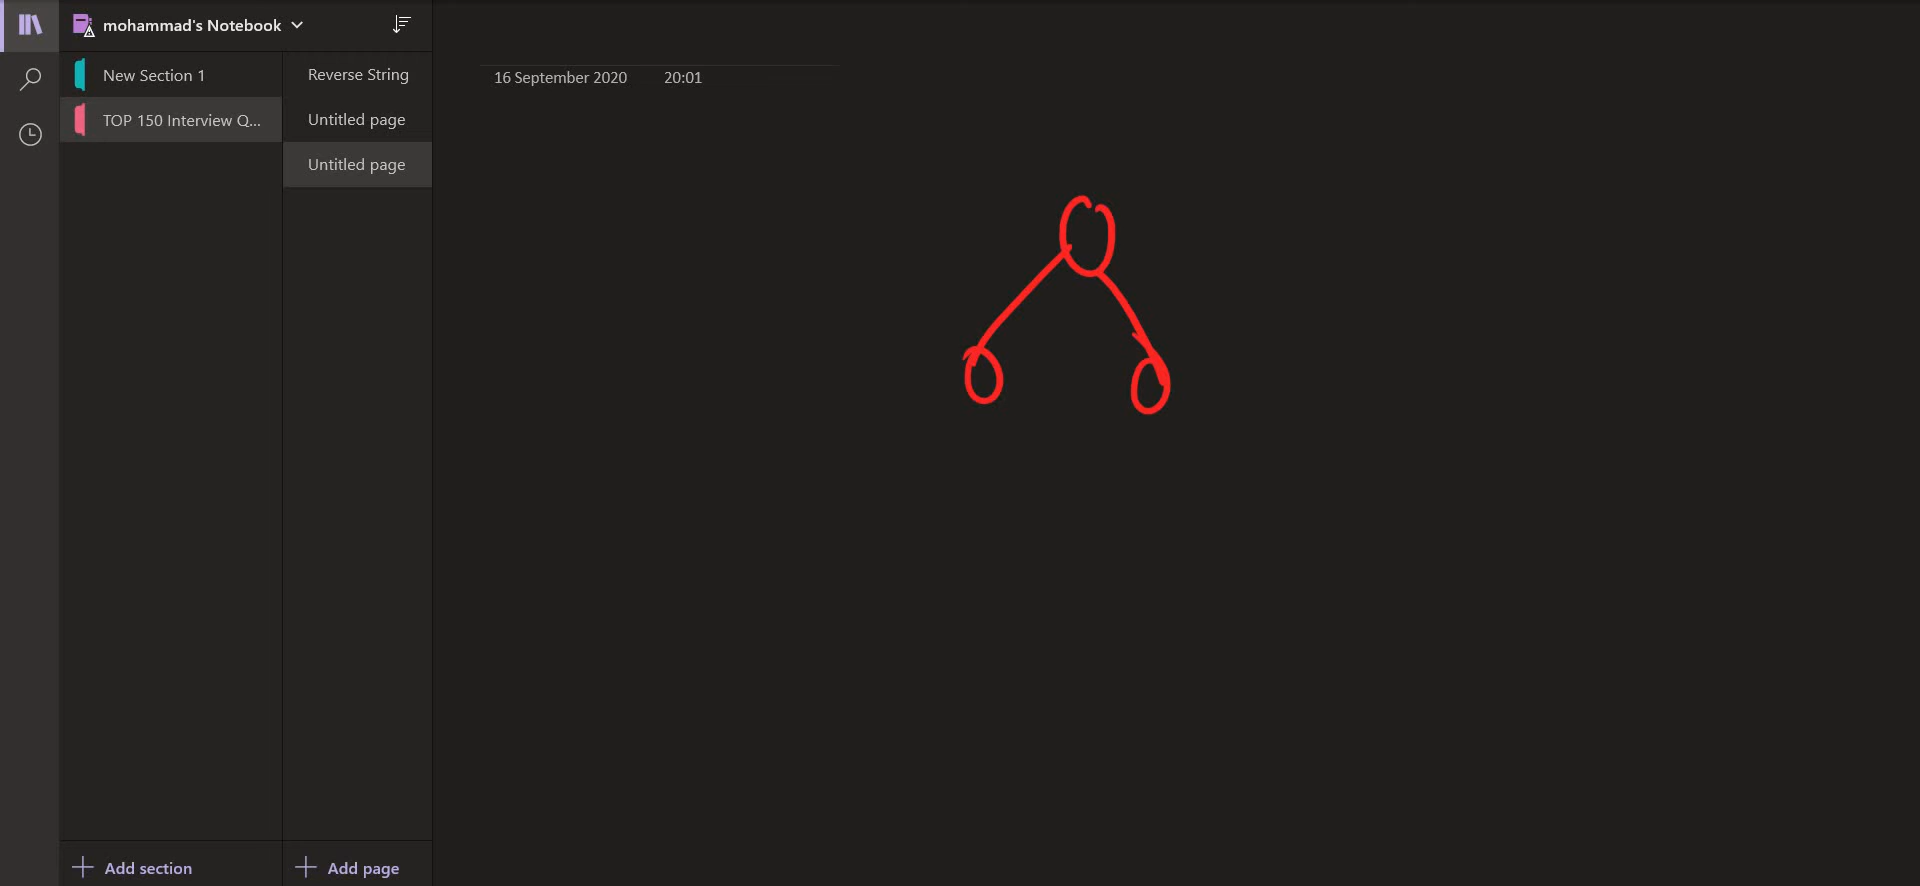 mohammad's Notebook
New Section 1
TOP 150 Interview Q...
Add section
Reverse String
Untitled page
Untitled page
Add page
16 September 2020 20:01